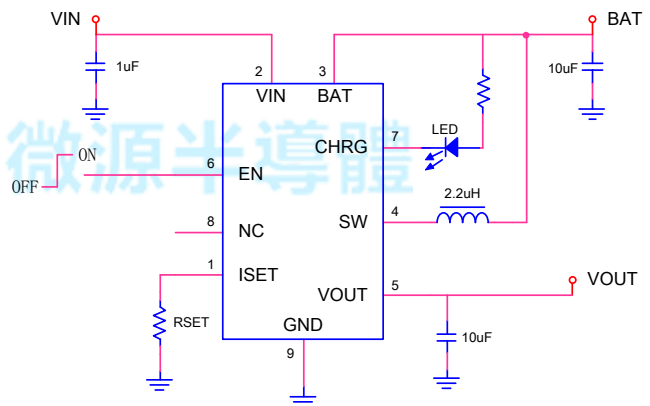 VIN
BAT
1uF
10uF
2
3
VIN
BAT
微源半導體
CHRG
7
LED
ON
OFF
6
EN
2.2uH
8
NC
SW
4
1
ISET
VOUT
5
VOUT
RSET
GND
10uF
9